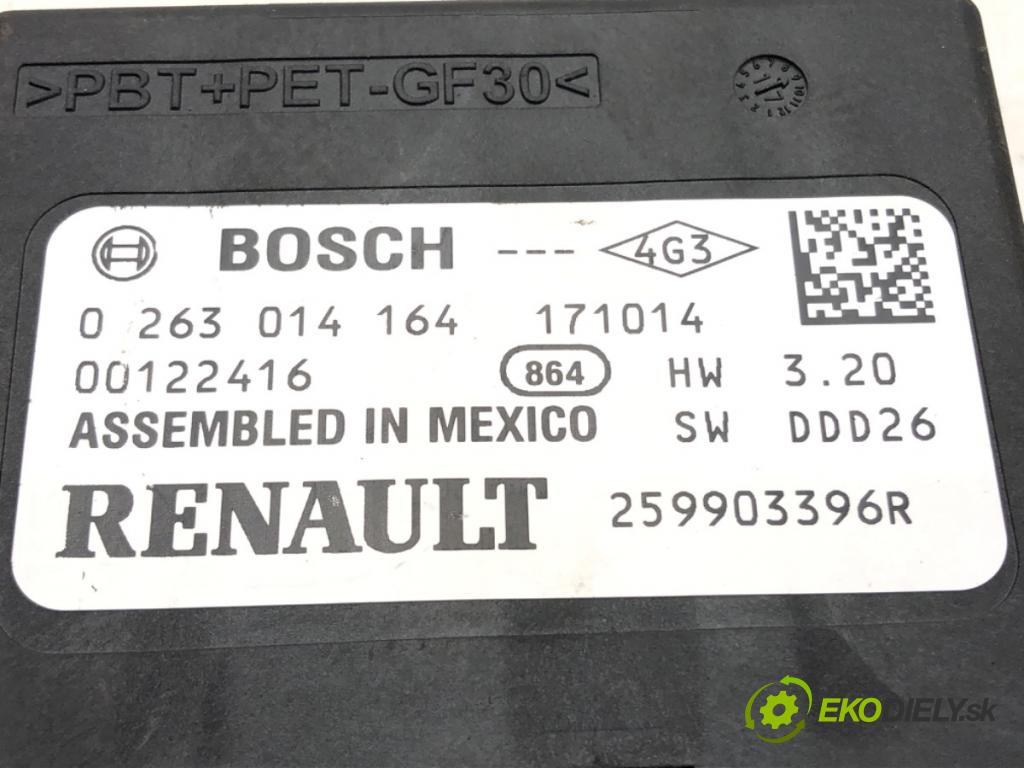 >PBT+PET-GF30<
BOSCH --- 4G3
0 263 014 164 171014
00122416 864 HW 3.20
ASSEMBLED IN MEXICO SW DDD26
RENAULT 259903396R
EKODIELY.sk